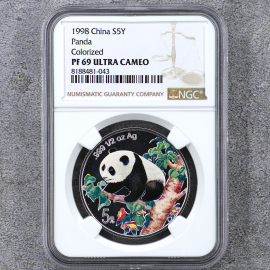 1998 China S5Y
Panda
Colorized
PF 69 ULTRA CAMEO
8188481-043
NUMISMATIC GUARANTY COMPANY
NGC
.999 1/2 oz Ag
5元